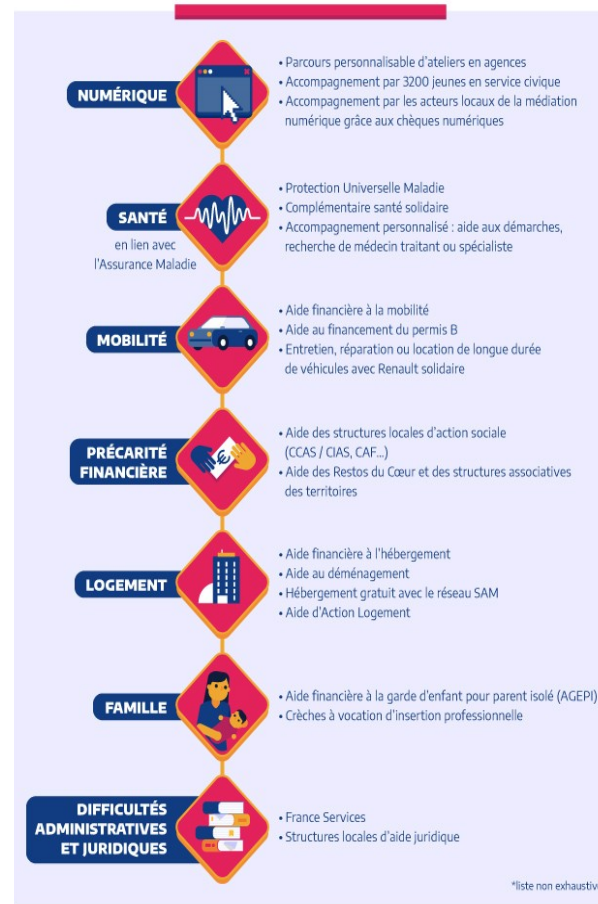 NUMÉRIQUE
• Parcours personnalisable d'ateliers en agences
• Accompagnement par 3200 jeunes en service civique
• Accompagnement par les acteurs locaux de la médiation
numérique grâce aux chèques numériques
SANTÉ
en lien avec
l'Assurance Maladie
• Protection Universelle Maladie
• Complémentaire santé solidaire
• Accompagnement personnalisé : aide aux démarches,
recherche de médecin traitant ou spécialiste
MOBILITÉ
• Aide financière à la mobilité
• Aide au financement du permis B
• Entretien, réparation ou location de longue durée
de véhicules avec Renault solidaire
PRÉCARITÉ
FINANCIÈRE
€
• Aide des structures locales d'action sociale
(CCAS / CIAS, CAF...)
• Aide des Restos du Cœur et des structures associatives
des territoires
LOGEMENT
• Aide financière à l'hébergement
• Aide au déménagement
• Hébergement gratuit avec le réseau SAM
• Aide d'Action Logement
FAMILLE
• Aide financière à la garde d'enfant pour parent isolé (AGEPI)
• Crèches à vocation d'insertion professionnelle
DIFFICULTÉS
ADMINISTRATIVES
ET JURIDIQUES
• France Services
• Structures locales d'aide juridique
*liste non exhaustive